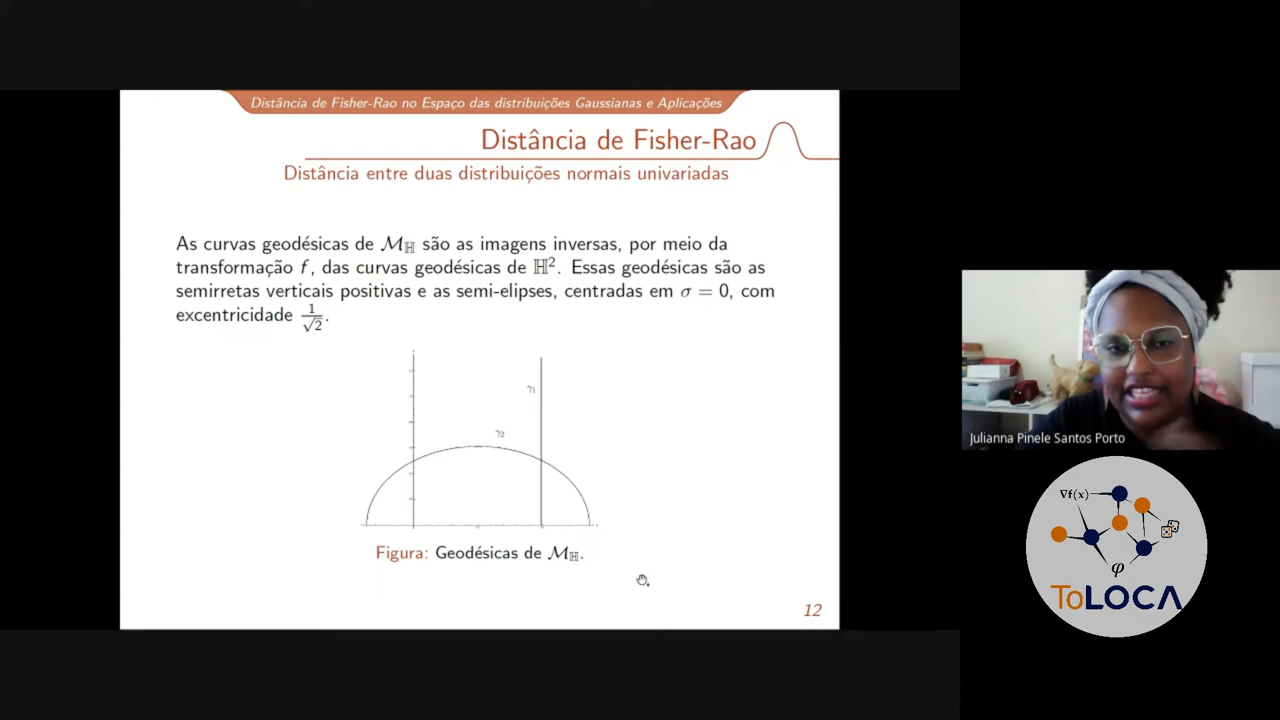 Distância de Fisher-Rao no Espaço das distribuições Gaussianas e Aplicações
Distância de Fisher-Rao
Distância entre duas distribuições normais univariadas
As curvas geodésicas de ℳℍ são as imagens inversas, por meio da
transformação f, das curvas geodésicas de ℍ². Essas geodésicas são as
semirretas verticais positivas e as semi-elipses, centradas em σ = 0, com
excentricidade 1/√2.
γ1
γ2
Figura: Geodésicas de ℳℍ.
12
Julianna Pinele Santos Porto
∇f(x)
φ
ToLOCA